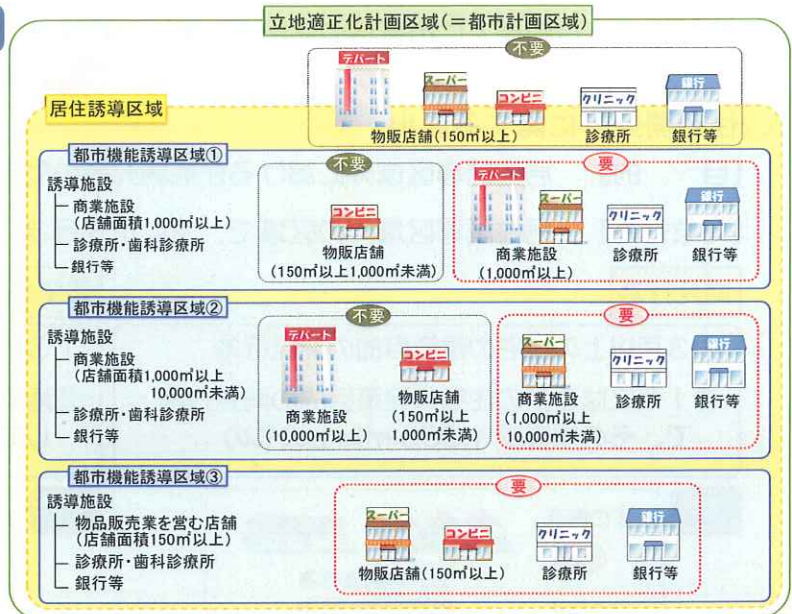 立地適正化計画区域(=都市計画区域)
不要
デパート
スーパー
コンビニ
クリニック
銀行
物販店舗(150㎡以上)
診療所
銀行等
居住誘導区域
都市機能誘導区域①
誘導施設
商業施設
(店舗面積1,000㎡以上)
診療所・歯科診療所
銀行等
不要
コンビニ
物販店舗
(150㎡以上1,000㎡未満)
要
デパート
スーパー
クリニック
銀行
商業施設
(1,000㎡以上)
診療所
銀行等
都市機能誘導区域②
誘導施設
商業施設
(店舗面積1,000㎡以上
10,000㎡未満)
診療所・歯科診療所
銀行等
不要
デパート
コンビニ
商業施設
(10,000㎡以上)
物販店舗
(150㎡以上
1,000㎡未満)
要
スーパー
クリニック
銀行
商業施設
(1,000㎡以上
10,000㎡未満)
診療所
銀行等
都市機能誘導区域③
誘導施設
物品販売業を営む店舗
(店舗面積150㎡以上)
診療所・歯科診療所
銀行等
要
スーパー
コンビニ
クリニック
銀行
物販店舗(150㎡以上)
診療所
銀行等